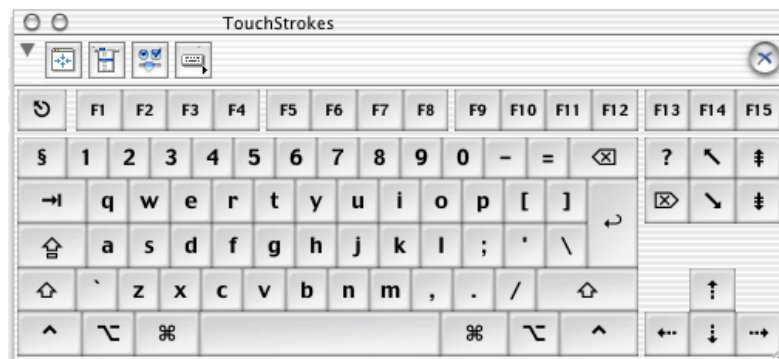 TouchStrokes
F1 F2 F3 F4 F5 F6 F7 F8 F9 F10 F11 F12 F13 F14 F15
§ 1 2 3 4 5 6 7 8 9 0 - = ?
q w e r t y u i o p [ ]
a s d f g h j k l ; ' \
` z x c v b n m , . /
^ ⌥ ⌘ ⌘ ⌥ ^